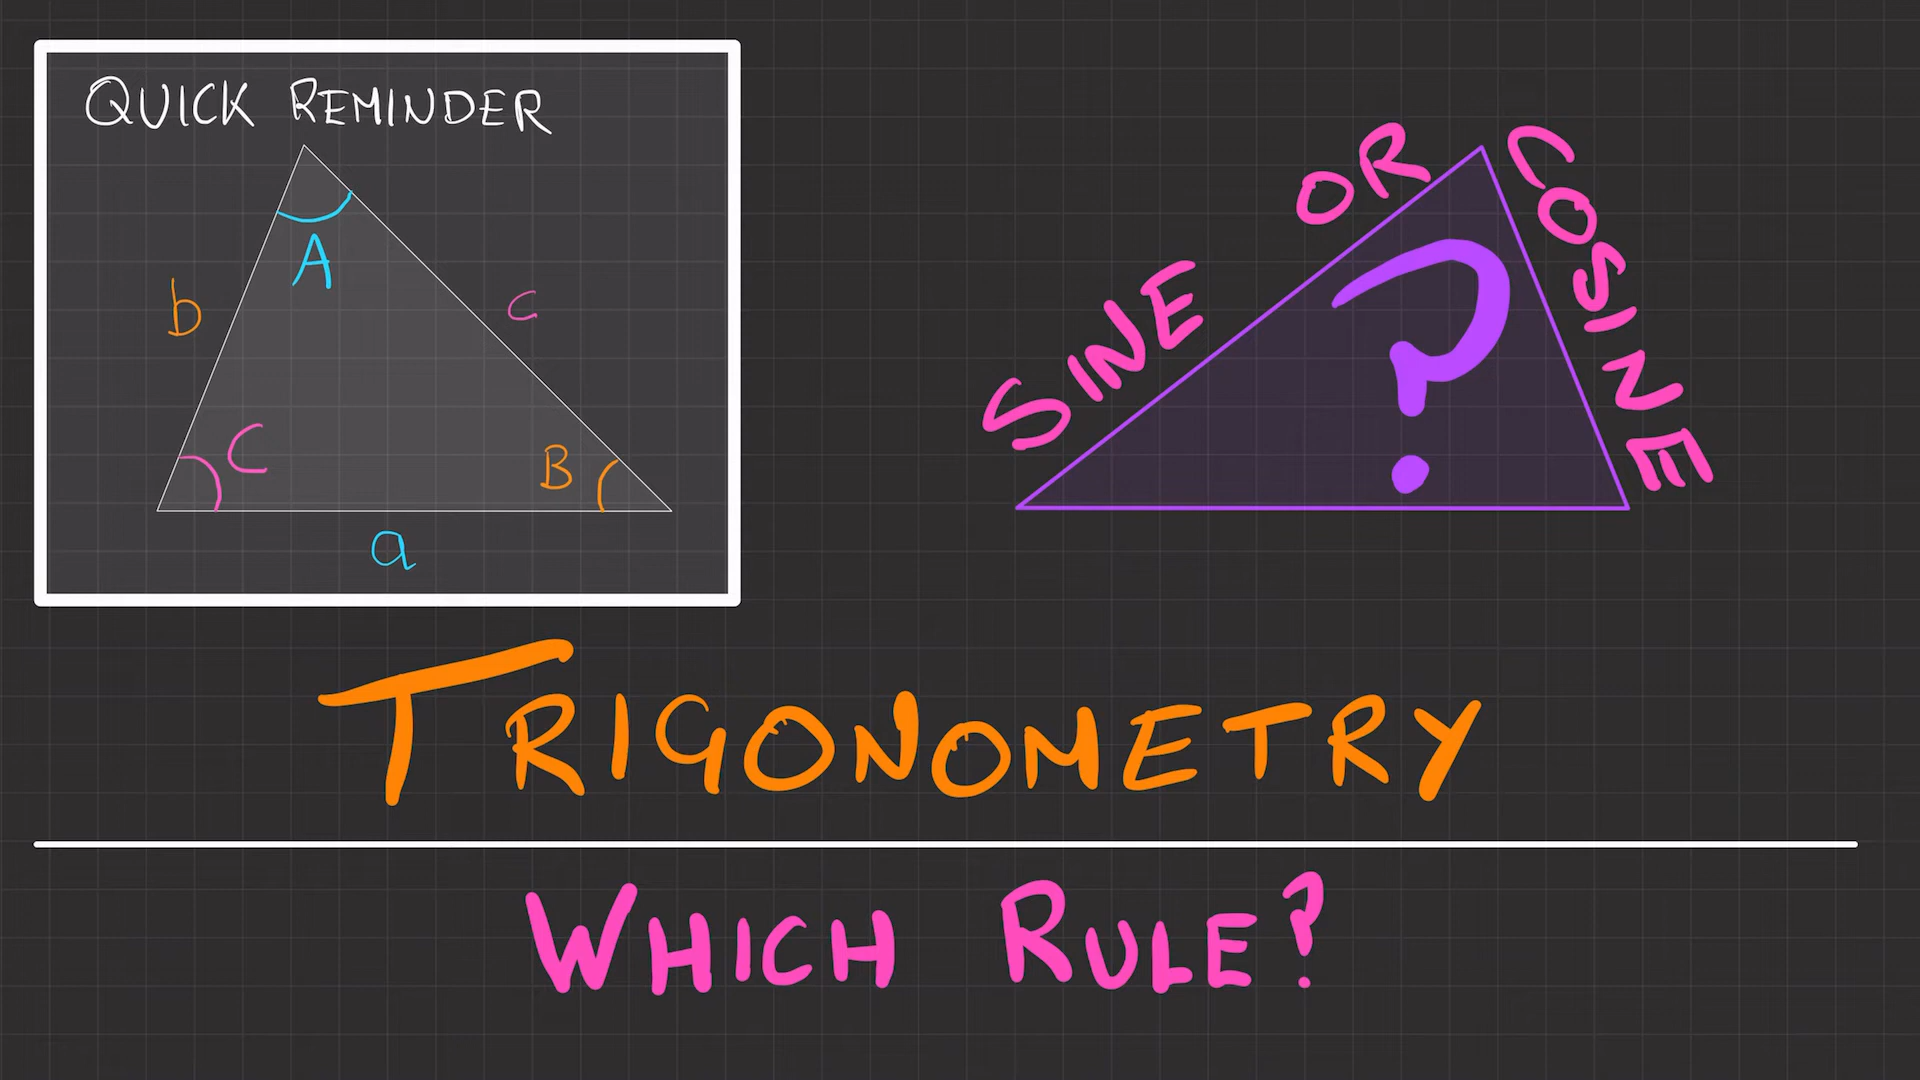 QUICK REMINDER
A
b
c
C
B
a
SINE OR COSINE
?
TRIGONOMETRY
WHICH RULE?